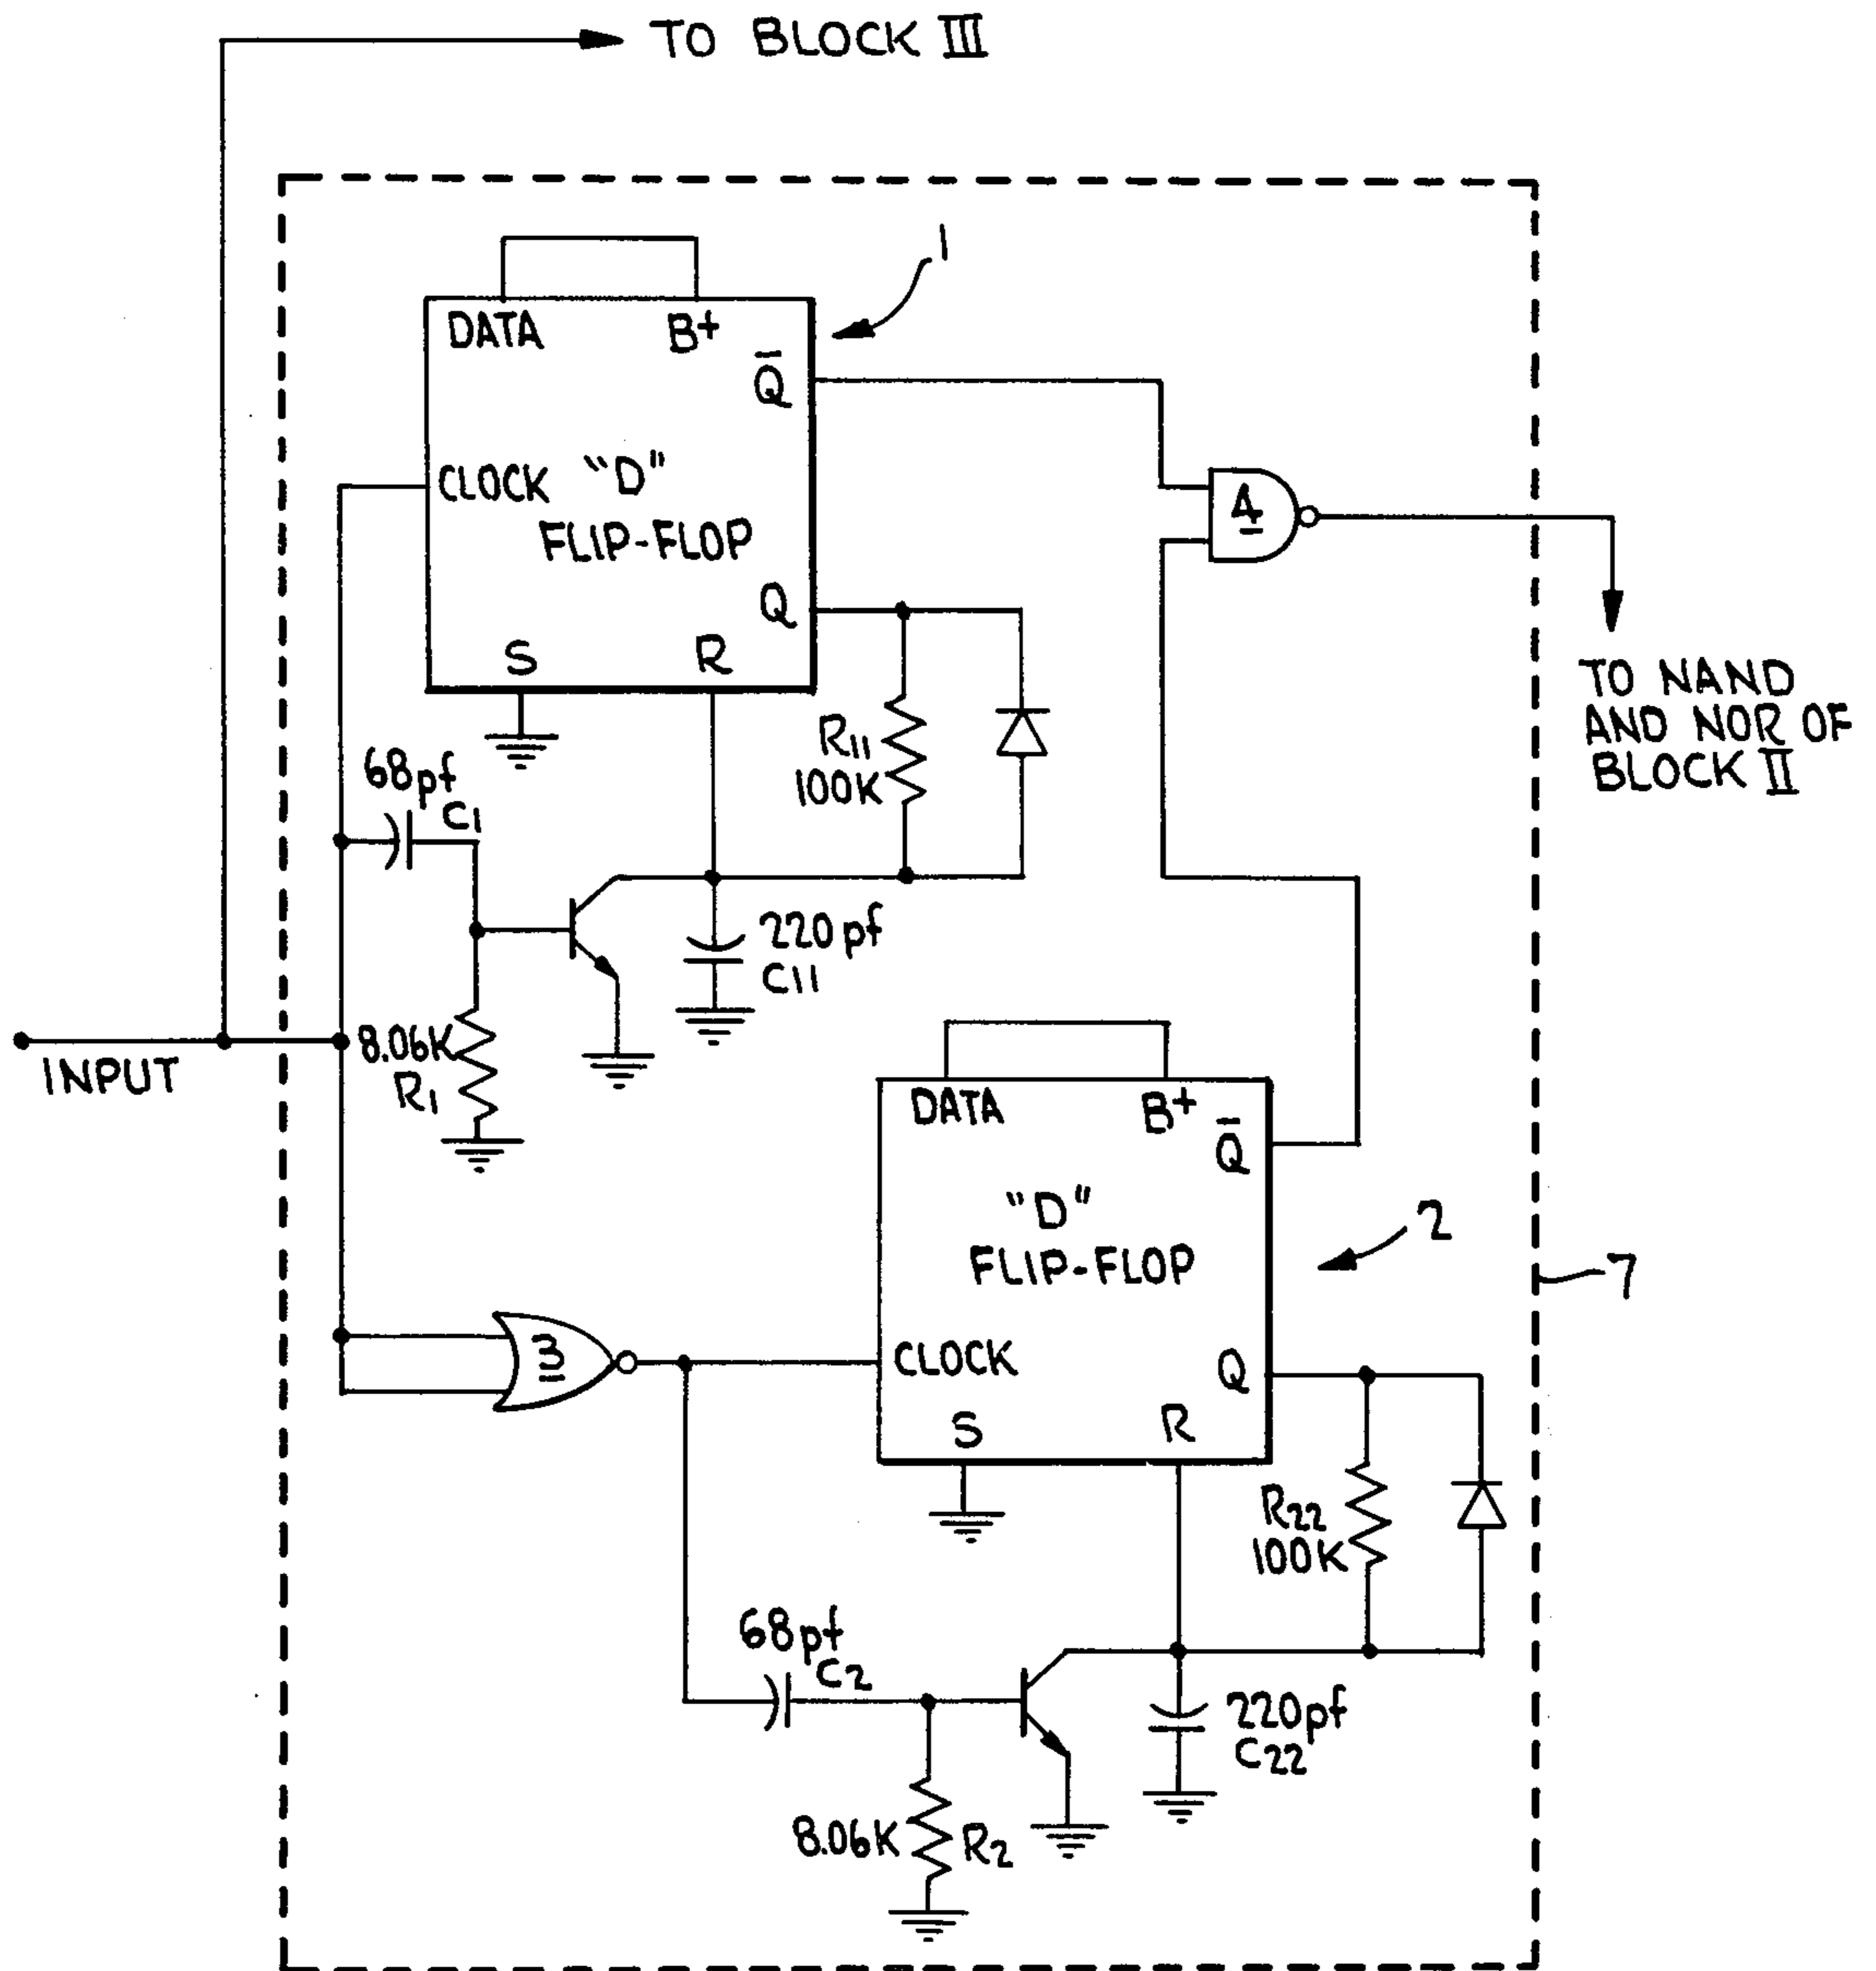 TO BLOCK III
1
DATA
B+
Q̅
CLOCK
"D"
FLIP-FLOP
Q
S
R
4
TO NAND
AND NOR OF
BLOCK II
68pf
C1
R11
100K
220pf
C11
INPUT
8.06K
R1
DATA
B+
Q̅
"D"
FLIP-FLOP
2
7
3
CLOCK
Q
S
R
R22
100K
68pf
C2
220pf
C22
8.06K
R2